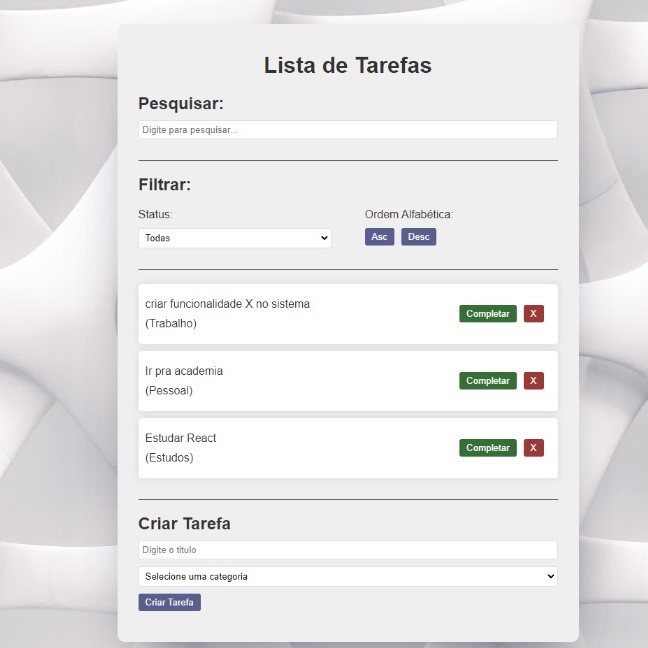 Lista de Tarefas
Pesquisar:
Digite para pesquisar...
Filtrar:
Status:
Ordem Alfabética:
Todas
Asc
Desc
criar funcionalidade X no sistema
(Trabalho)
Completar
X
Ir pra academia
(Pessoal)
Completar
X
Estudar React
(Estudos)
Completar
X
Criar Tarefa
Digite o título
Selecione uma categoria
Criar Tarefa